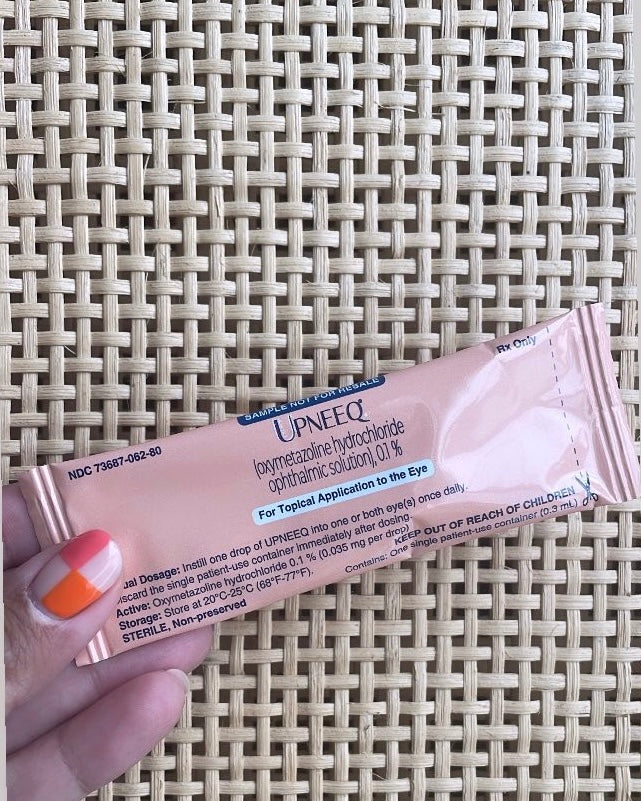 Rx Only
SAMPLE NOT FOR RESALE
UPNEEQ®
NDC 73687-062-80
(oxymetazoline hydrochloride
ophthalmic solution), 0.1 %
For Topical Application to the Eye
Dosage: Instill one drop of UPNEEQ into one or both eye(s) once daily.
the single patient-use container immediately after dosing.
Active: Oxymetazoline hydrochloride 0.1 % (0.035 mg per drop)
Storage: Store at 20°C-25°C (68°F-77°F).
STERILE, Non-preserved
KEEP OUT OF REACH OF CHILDREN
Contains: One single patient-use container (0.3 mL)